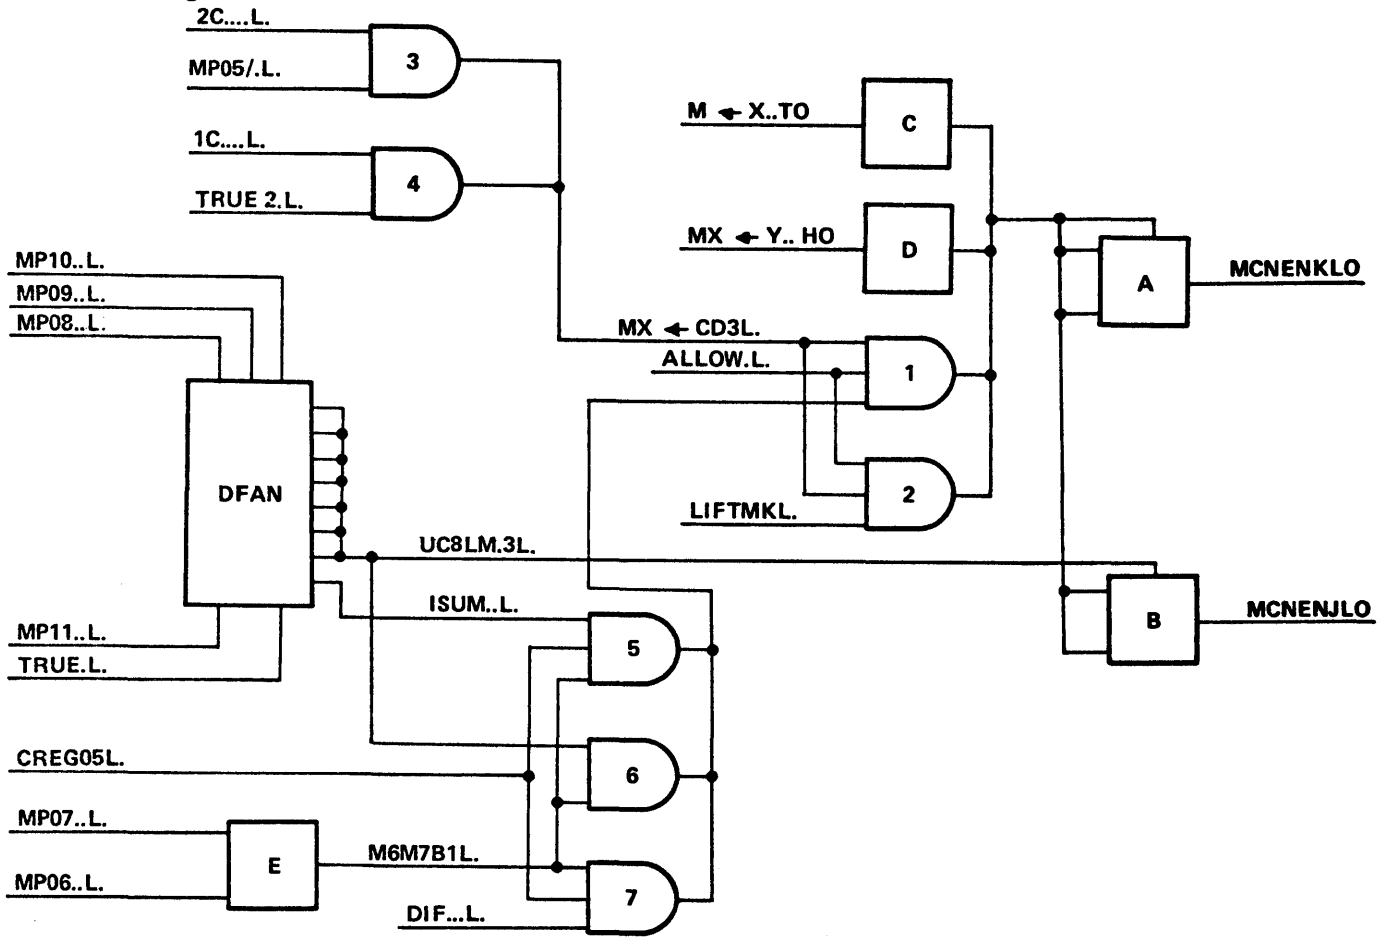 2C....L.
3
MP05/.L.
M ← X..TO
C
1C....L.
4
TRUE 2.L.
MX ← Y.. HO
D
MP10..L.
MCNENKLO
A
MP09..L.
MP08..L.
MX ← CD3L.
ALLOW.L.
1
DFAN
2
LIFTMKL.
UC8LM.3L.
ISUM..L.
MCNENJLO
B
MP11..L.
5
TRUE.L.
CREG05L.
6
MP07..L.
M6M7B1L.
E
MP06..L.
7
DIF...L.